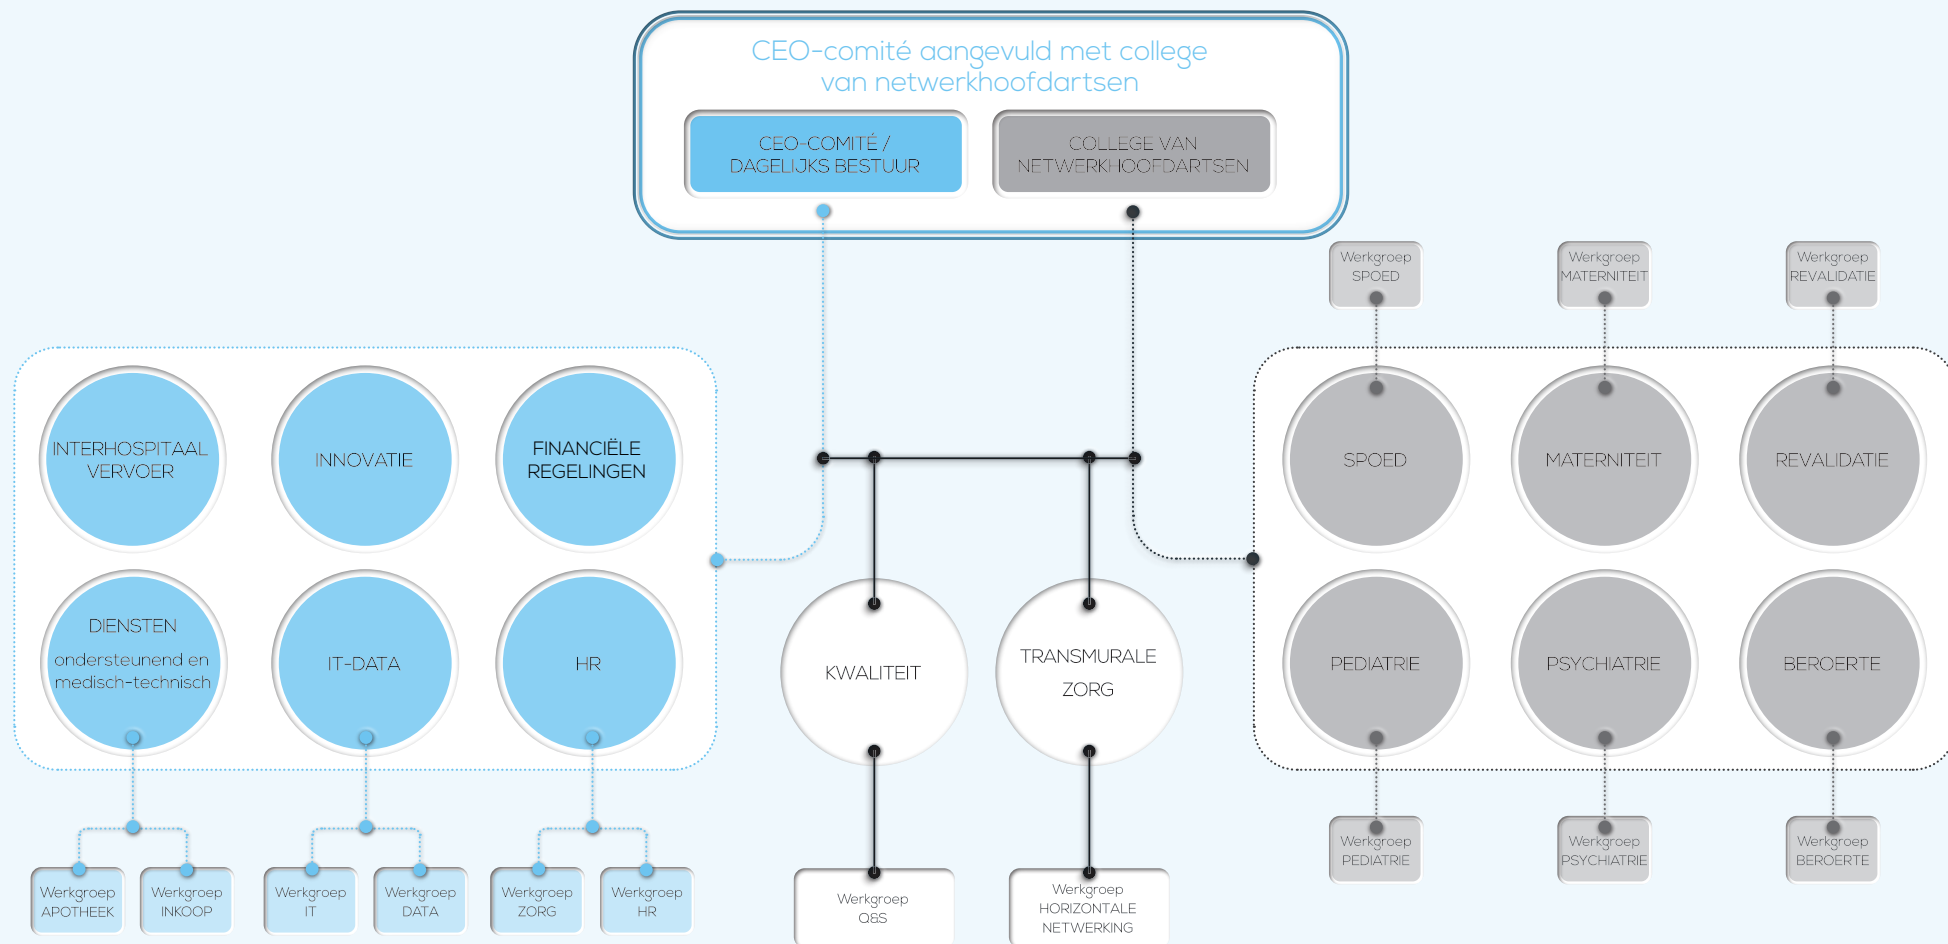 CEO-comité aangevuld met college
van netwerkhoofdartsen
CEO-COMITÉ /
DAGELIJKS BESTUUR
COLLEGE VAN
NETWERKHOOFDARTSEN
Werkgroep
SPOED
Werkgroep
MATERNITEIT
Werkgroep
REVALIDATIE
INTERHOSPITAAL
VERVOER
INNOVATIE
FINANCIËLE
REGELINGEN
SPOED
MATERNITEIT
REVALIDATIE
DIENSTEN
ondersteunend en
medisch-technisch
IT-DATA
HR
KWALITEIT
TRANSMURALE
ZORG
PEDIATRIE
PSYCHIATRIE
BEROERTE
Werkgroep
PEDIATRIE
Werkgroep
PSYCHIATRIE
Werkgroep
BEROERTE
Werkgroep
APOTHEEK
Werkgroep
INKOOP
Werkgroep
IT
Werkgroep
DATA
Werkgroep
ZORG
Werkgroep
HR
Werkgroep
Q&S
Werkgroep
HORIZONTALE
NETWERKING